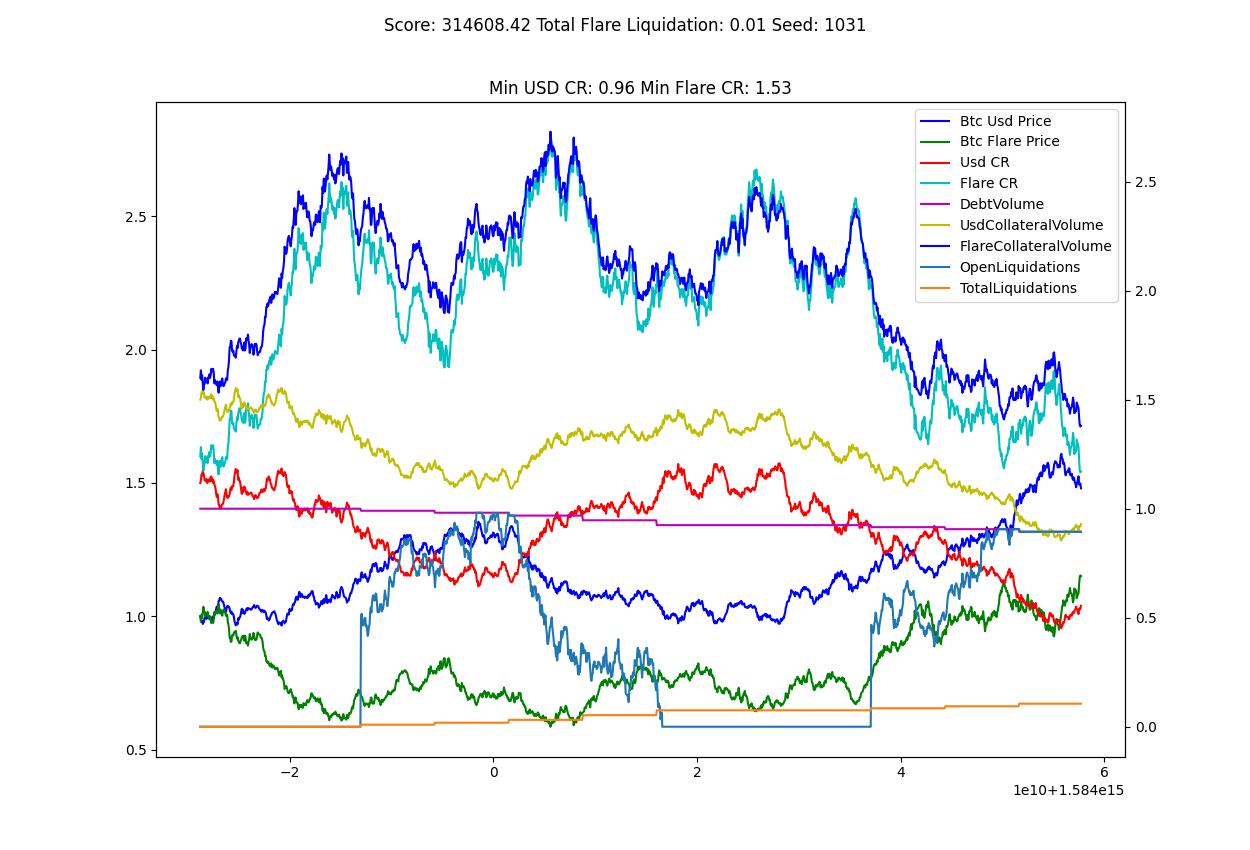 Score: 314608.42 Total Flare Liquidation: 0.01 Seed: 1031
Min USD CR: 0.96 Min Flare CR: 1.53
Btc Usd Price
Btc Flare Price
Usd CR
Flare CR
DebtVolume
UsdCollateralVolume
FlareCollateralVolume
OpenLiquidations
TotalLiquidations
2.5
2.0
1.5
1.0
0.5
2.5
2.0
1.5
1.0
0.5
0.0
−2 0 2 4 6
1e10+1.584e15